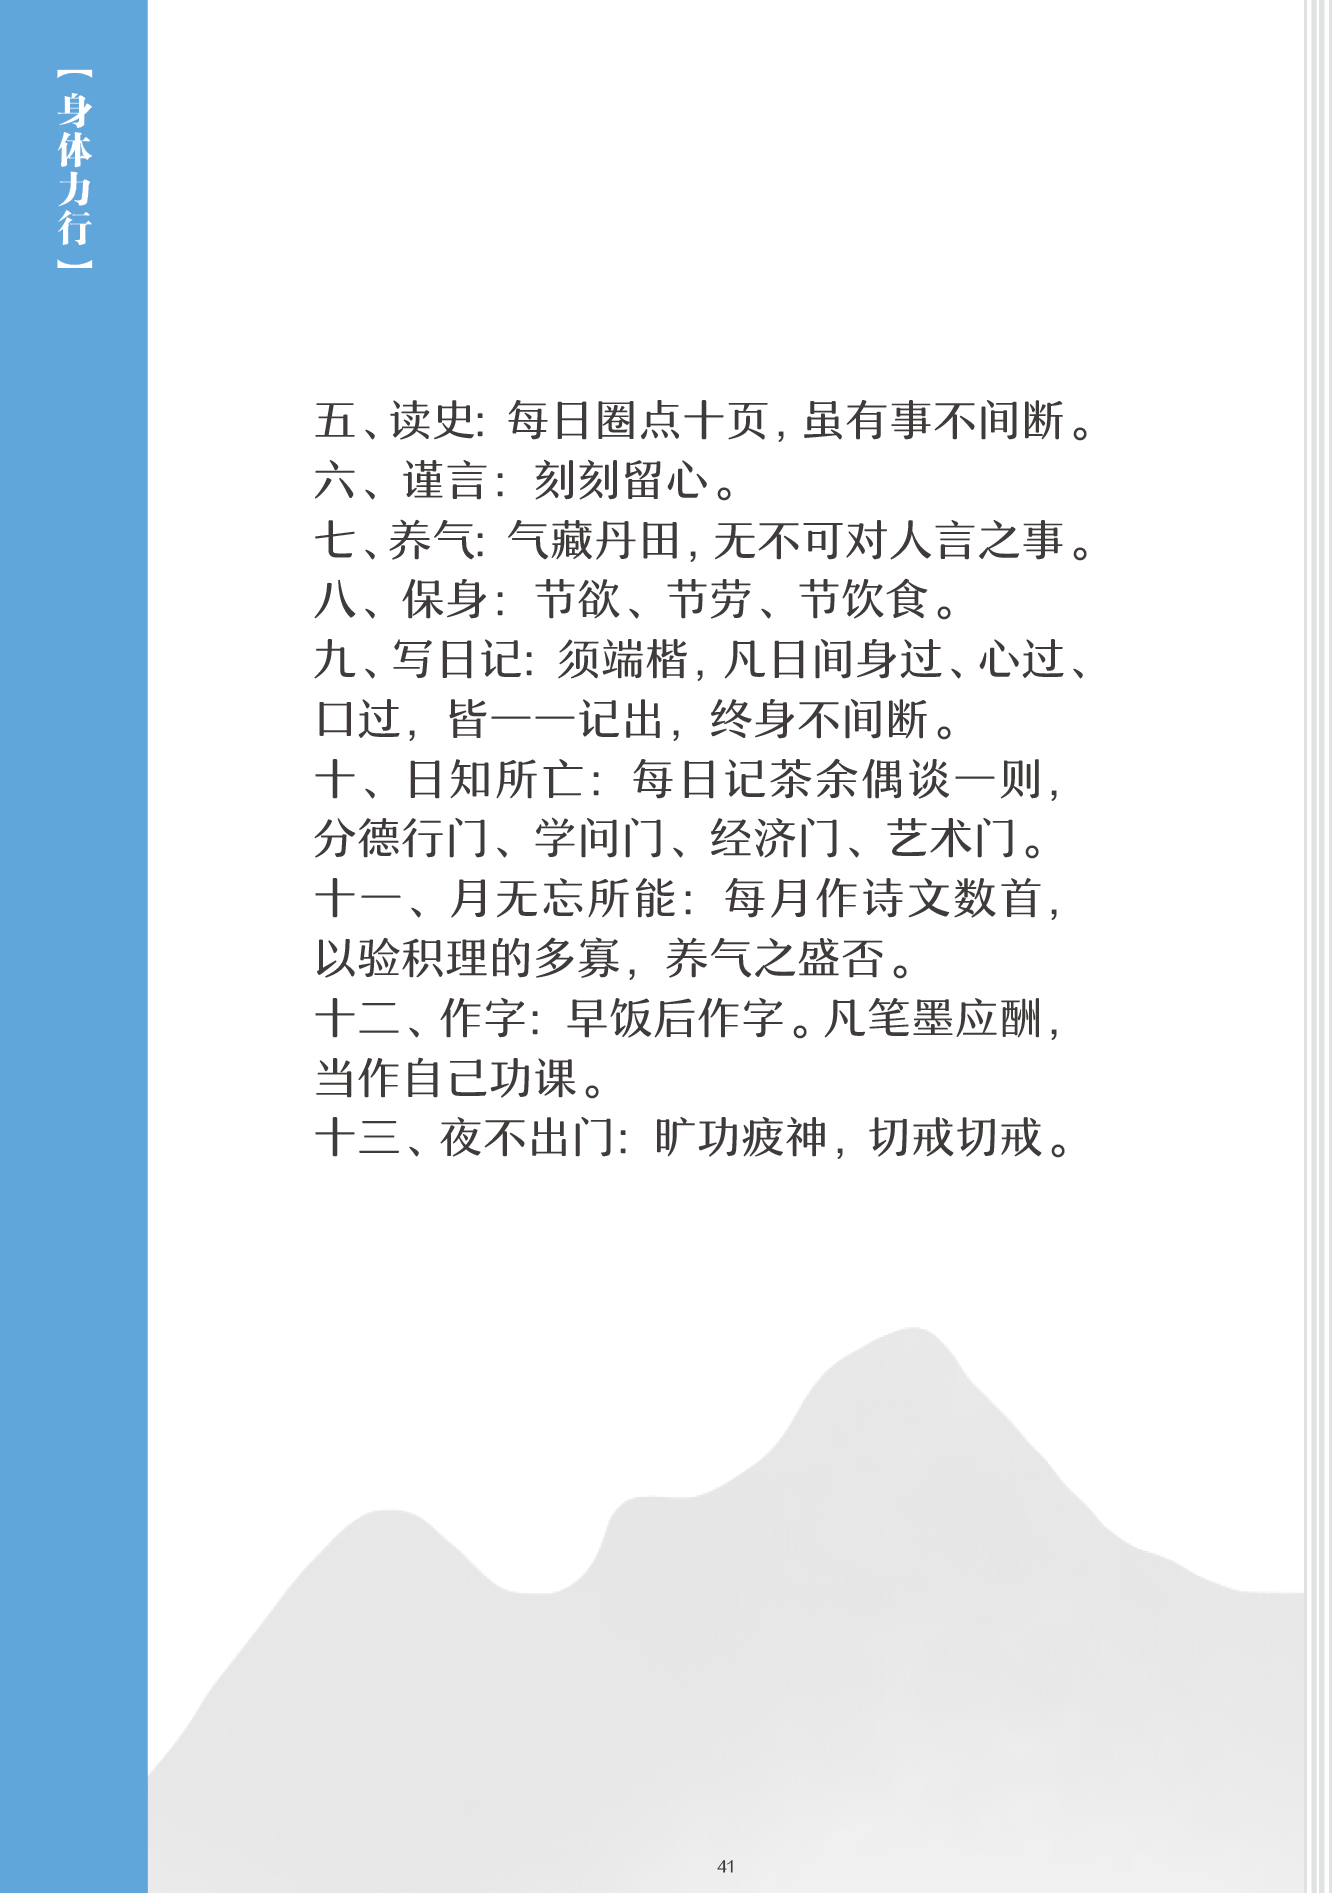 【身体力行】
五、读史：每日圈点十页，虽有事不间断。
六、谨言：刻刻留心。
七、养气：气藏丹田，无不可对人言之事。
八、保身：节欲、节劳、节饮食。
九、写日记：须端楷，凡日间身过、心过、
口过，皆一一记出，终身不间断。
十、日知所亡：每日记茶余偶谈一则，
分德行门、学问门、经济门、艺术门。
十一、月无忘所能：每月作诗文数首，
以验积理的多寡，养气之盛否。
十二、作字：早饭后作字。凡笔墨应酬，
当作自己功课。
十三、夜不出门：旷功疲神，切戒切戒。
41